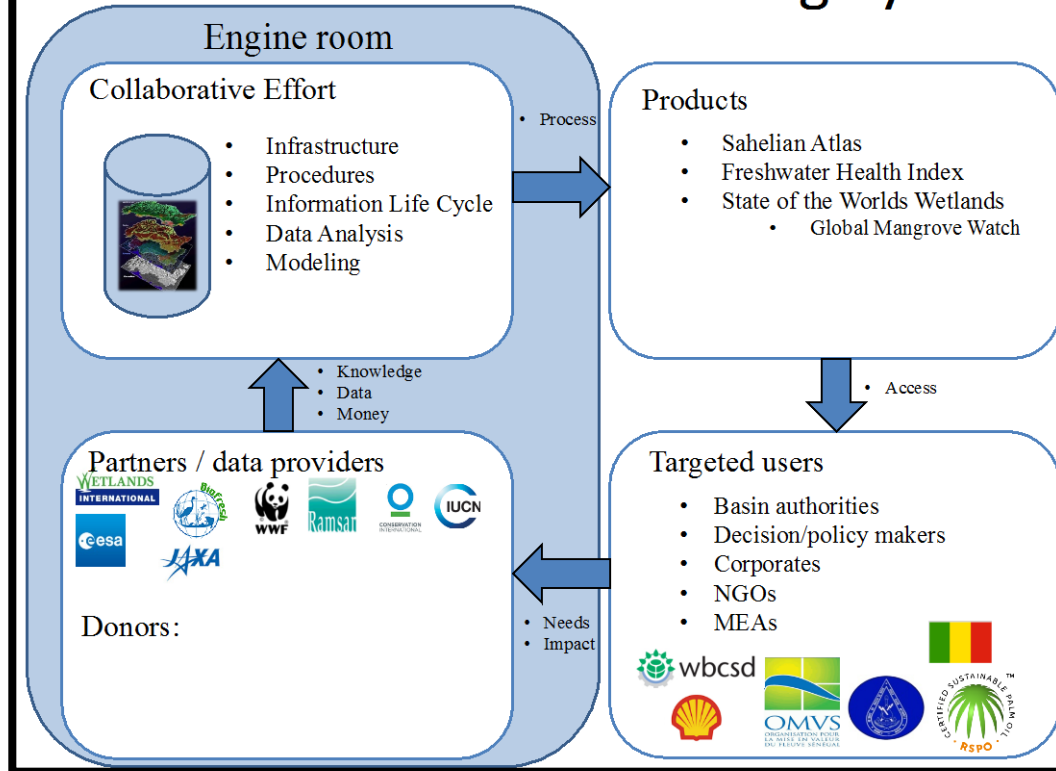 Engine room
Collaborative Effort
• Infrastructure
• Procedures
• Information Life Cycle
• Data Analysis
• Modeling
• Process
Products
• Sahelian Atlas
• Freshwater Health Index
• State of the Worlds Wetlands
• Global Mangrove Watch
• Knowledge
• Data
• Money
• Access
Partners / data providers
WETLANDS
INTERNATIONAL
BioFresh
WWF
Ramsar
CONSERVATION
INTERNATIONAL
IUCN
esa
JAXA
Donors:
• Needs
• Impact
Targeted users
• Basin authorities
• Decision/policy makers
• Corporates
• NGOs
• MEAs
wbcsd
OMVS
ORGANISATION POUR
LA MISE EN VALEUR
DU FLEUVE SÉNÉGAL
CERTIFIED SUSTAINABLE PALM OIL
TM
RSPO